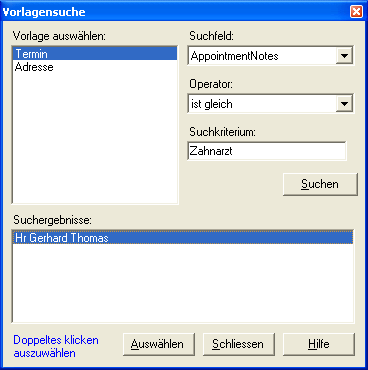 Vorlagensuche
Vorlage auswählen:
Termin
Adresse
Suchfeld:
AppointmentNotes
Operator:
ist gleich
Suchkriterium:
Zahnarzt
Suchen
Suchergebnisse:
Hr Gerhard Thomas
Doppeltes klicken
auszuwählen
Auswählen
Schliessen
Hilfe